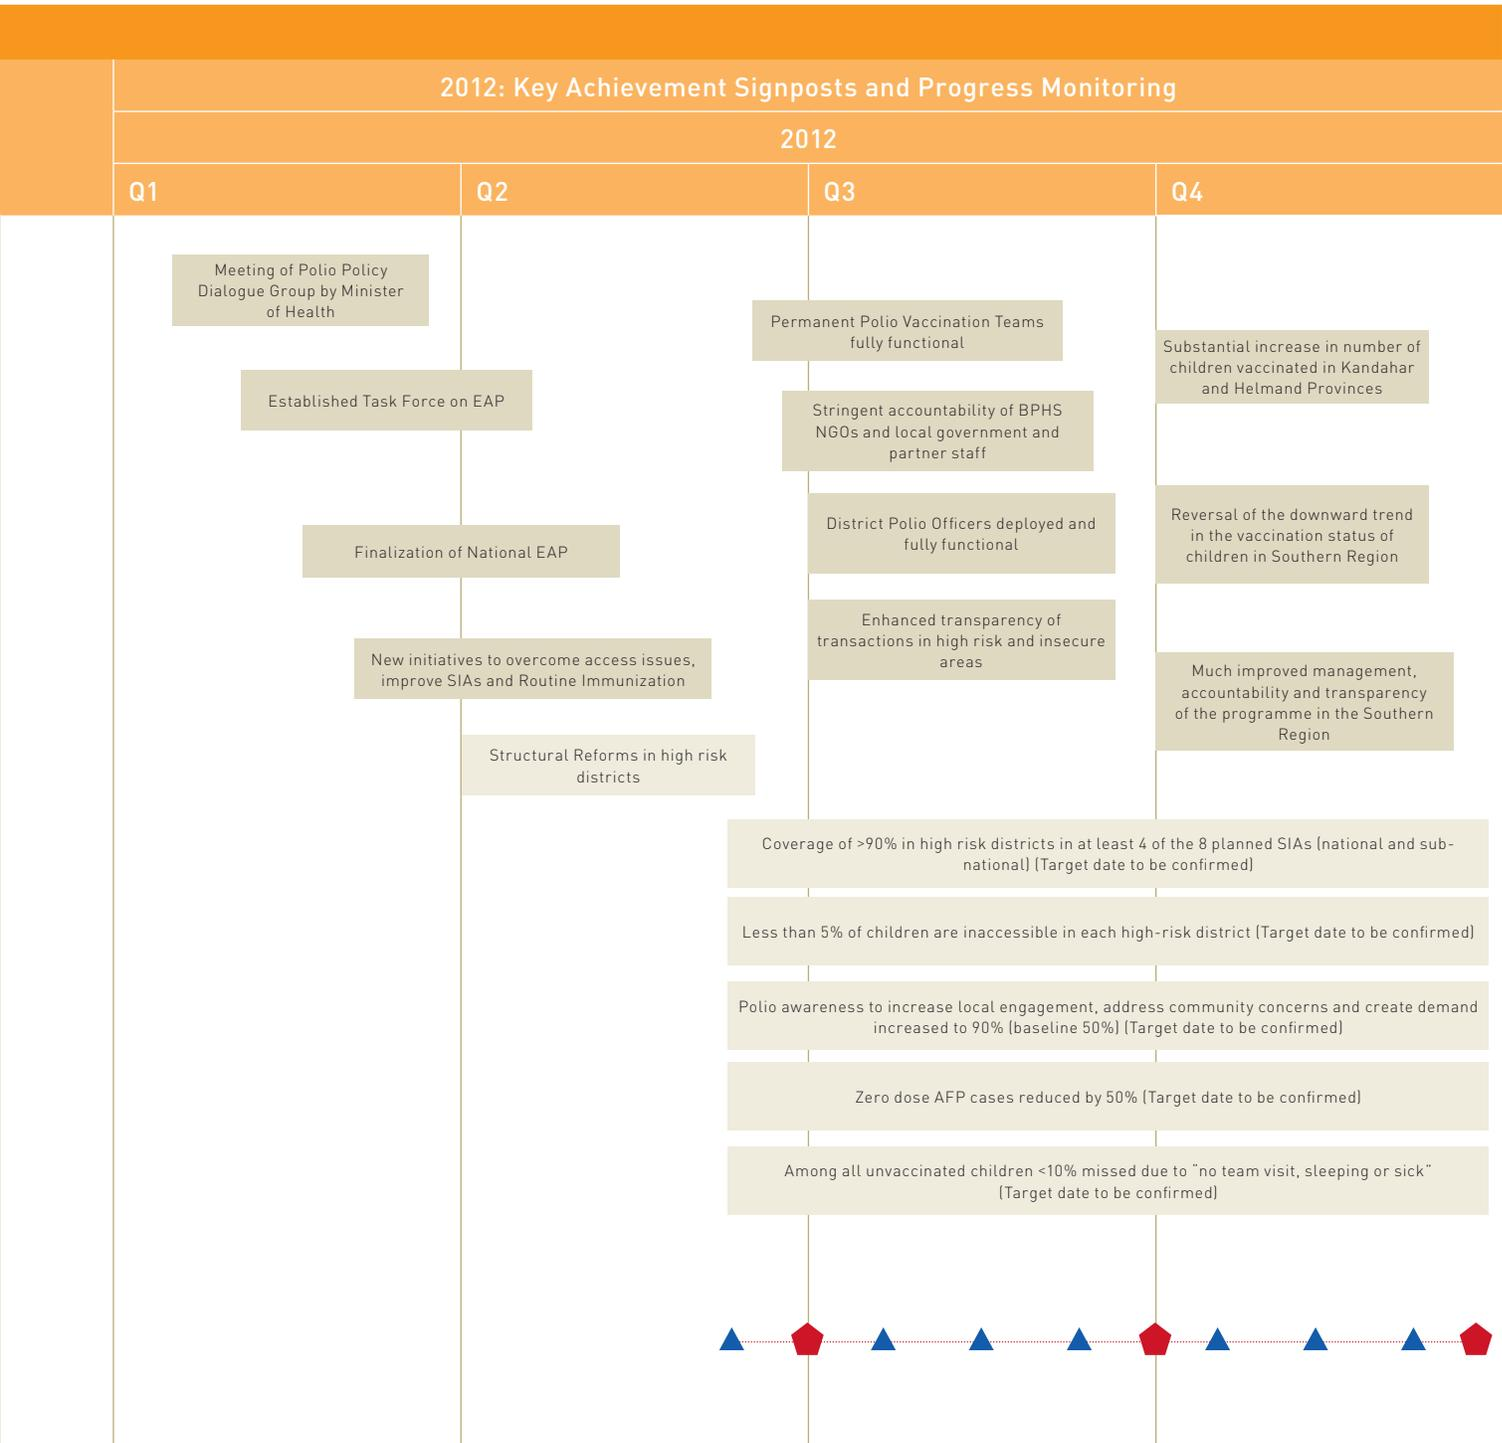 2012: Key Achievement Signposts and Progress Monitoring
2012
Q1
Q2
Q3
Q4
Meeting of Polio Policy
Dialogue Group by Minister
of Health
Established Task Force on EAP
Finalization of National EAP
New initiatives to overcome access issues,
improve SIAs and Routine Immunization
Structural Reforms in high risk
districts
Permanent Polio Vaccination Teams
fully functional
Stringent accountability of BPHS
NGOs and local government and
partner staff
District Polio Officers deployed and
fully functional
Enhanced transparency of
transactions in high risk and insecure
areas
Substantial increase in number of
children vaccinated in Kandahar
and Helmand Provinces
Reversal of the downward trend
in the vaccination status of
children in Southern Region
Much improved management,
accountability and transparency
of the programme in the Southern
Region
Coverage of >90% in high risk districts in at least 4 of the 8 planned SIAs (national and sub-
national) (Target date to be confirmed)
Less than 5% of children are inaccessible in each high-risk district (Target date to be confirmed)
Polio awareness to increase local engagement, address community concerns and create demand
increased to 90% (baseline 50%) (Target date to be confirmed)
Zero dose AFP cases reduced by 50% (Target date to be confirmed)
Among all unvaccinated children <10% missed due to "no team visit, sleeping or sick"
(Target date to be confirmed)